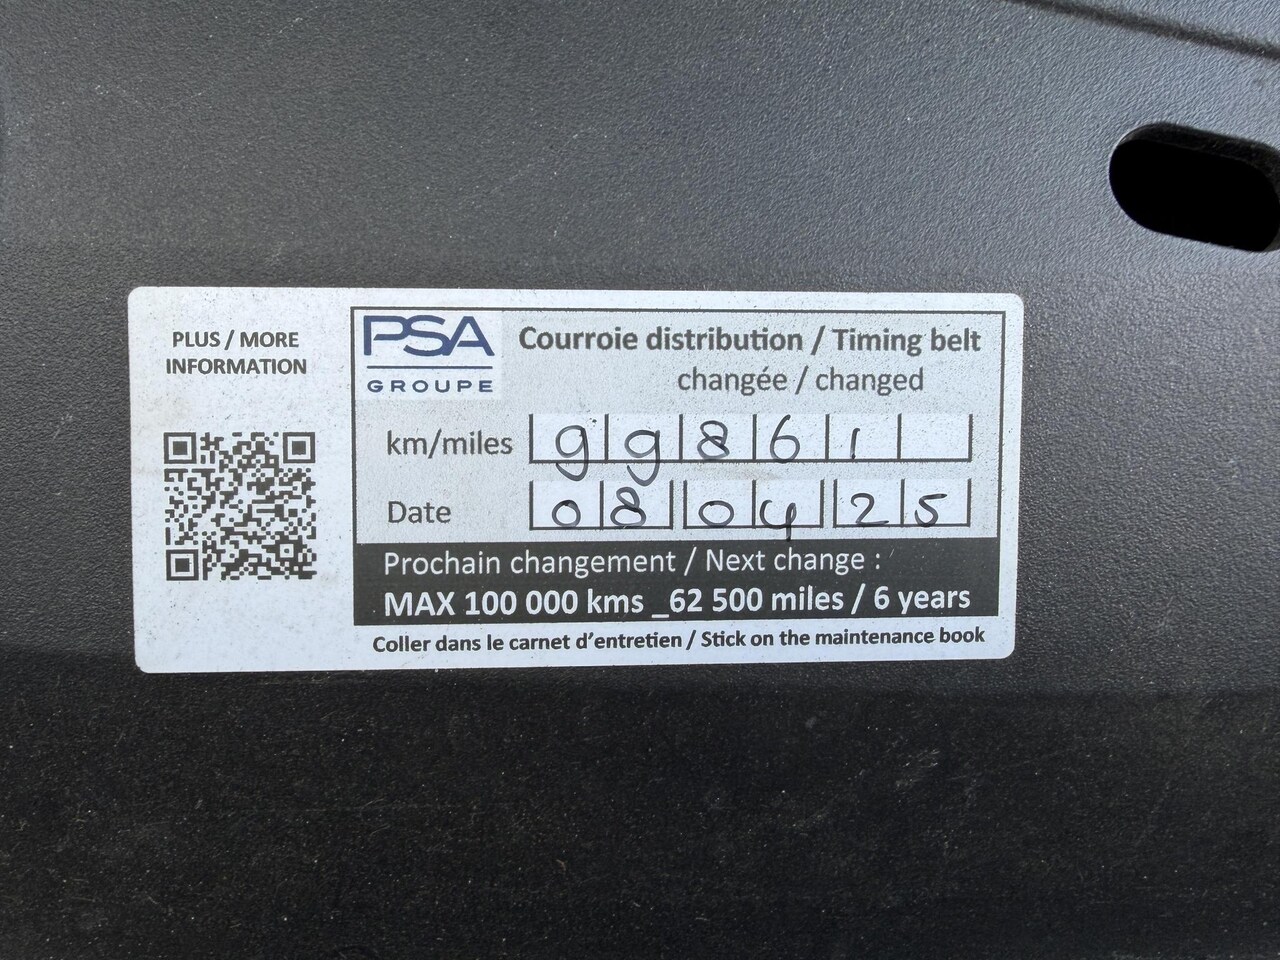 PLUS / MORE
INFORMATION
PSA
GROUPE
Courroie distribution / Timing belt
changée / changed
km/miles 99861
Date 08 04 25
Prochain changement / Next change :
MAX 100 000 kms _62 500 miles / 6 years
Coller dans le carnet d'entretien / Stick on the maintenance book